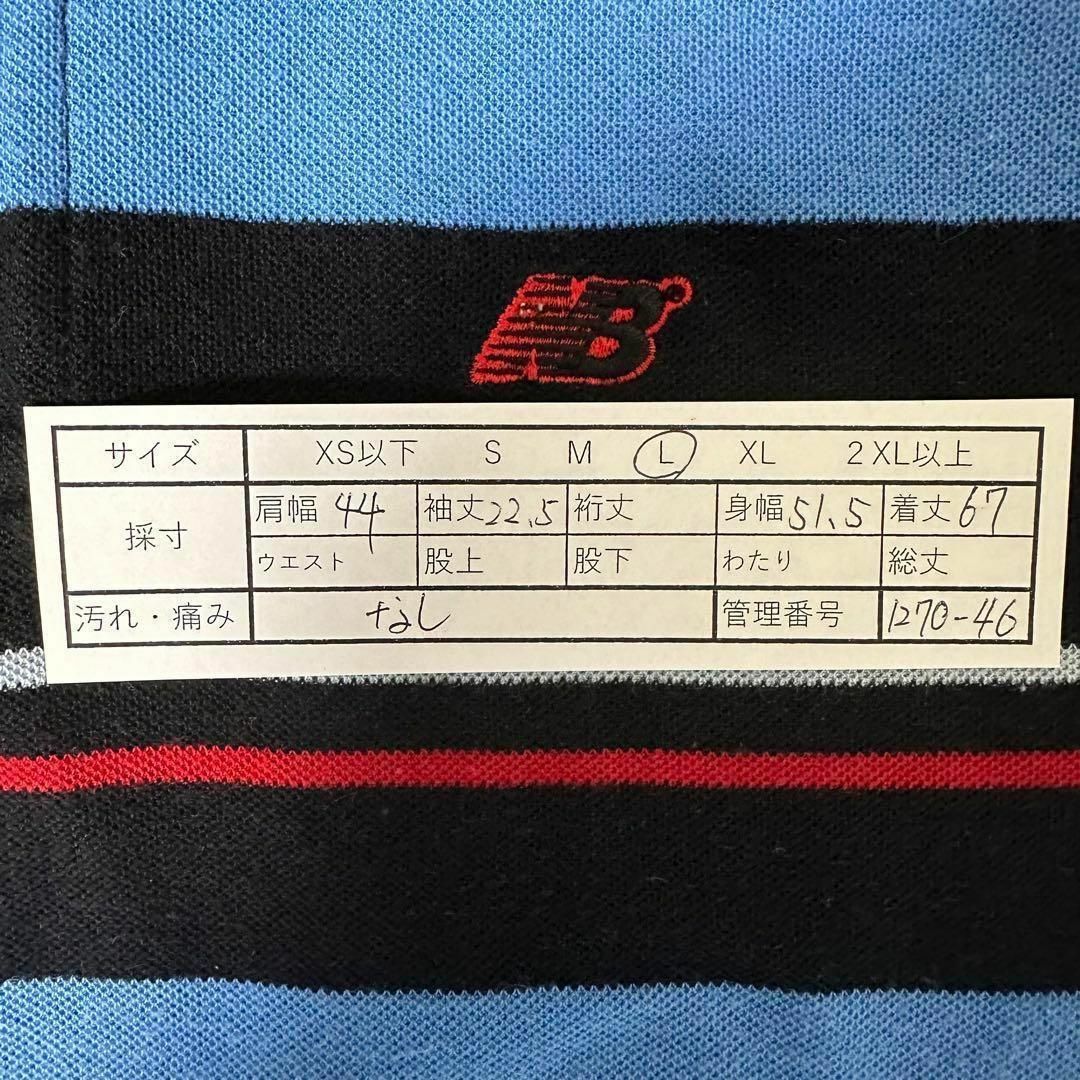 NB
サイズ XS以下 S M L XL 2XL以上
採寸 肩幅 44 袖丈 22.5 裄丈 身幅 51.5 着丈 67
ウエスト 股上 股下 わたり 総丈
汚れ・痛み なし 管理番号 1270-46